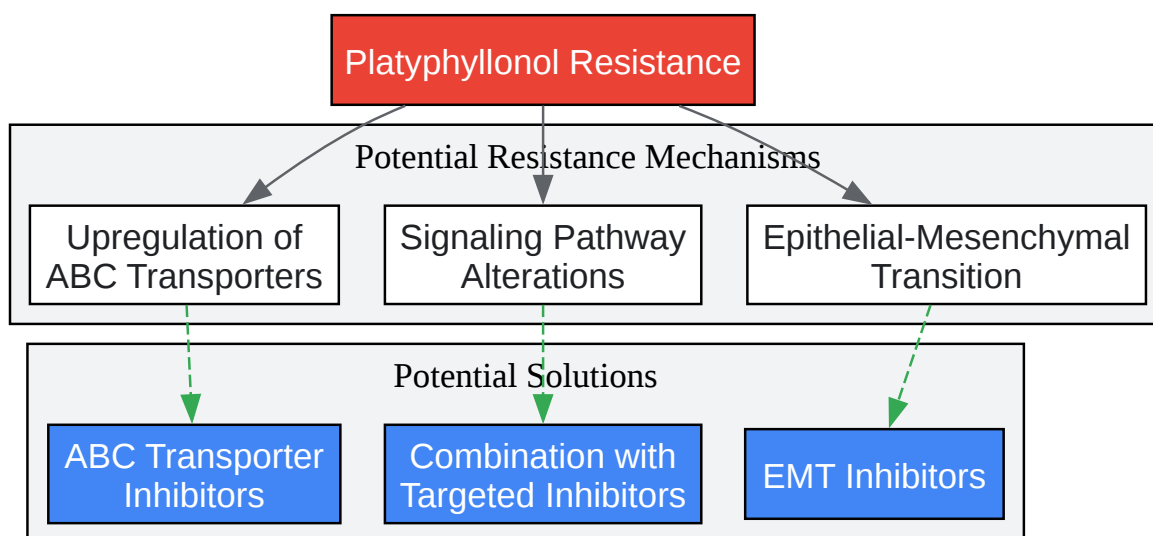 Platyphyllonol Resistance
Potential Resistance Mechanisms
Upregulation of
ABC Transporters
Signaling Pathway
Alterations
Epithelial-Mesenchymal
Transition
Potential Solutions
ABC Transporter
Inhibitors
Combination with
Targeted Inhibitors
EMT Inhibitors